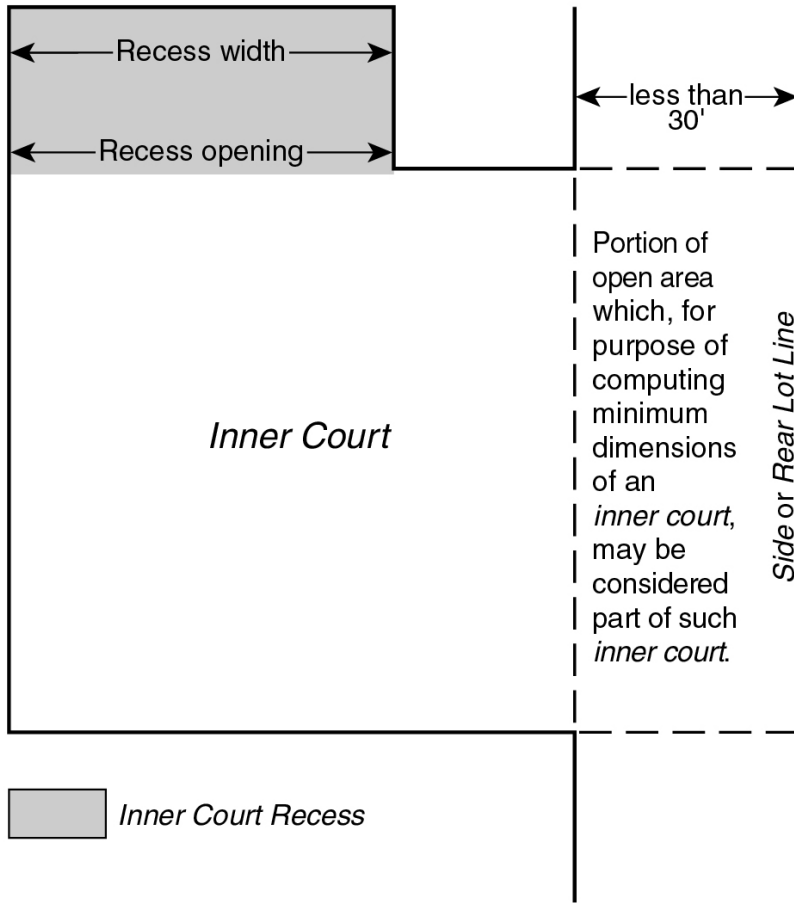 Recess width
less than
30'
Recess opening
Portion of
open area
which, for
purpose of
computing
minimum
dimensions
of an
inner court,
may be
considered
part of such
inner court.
Side or Rear Lot Line
Inner Court
Inner Court Recess